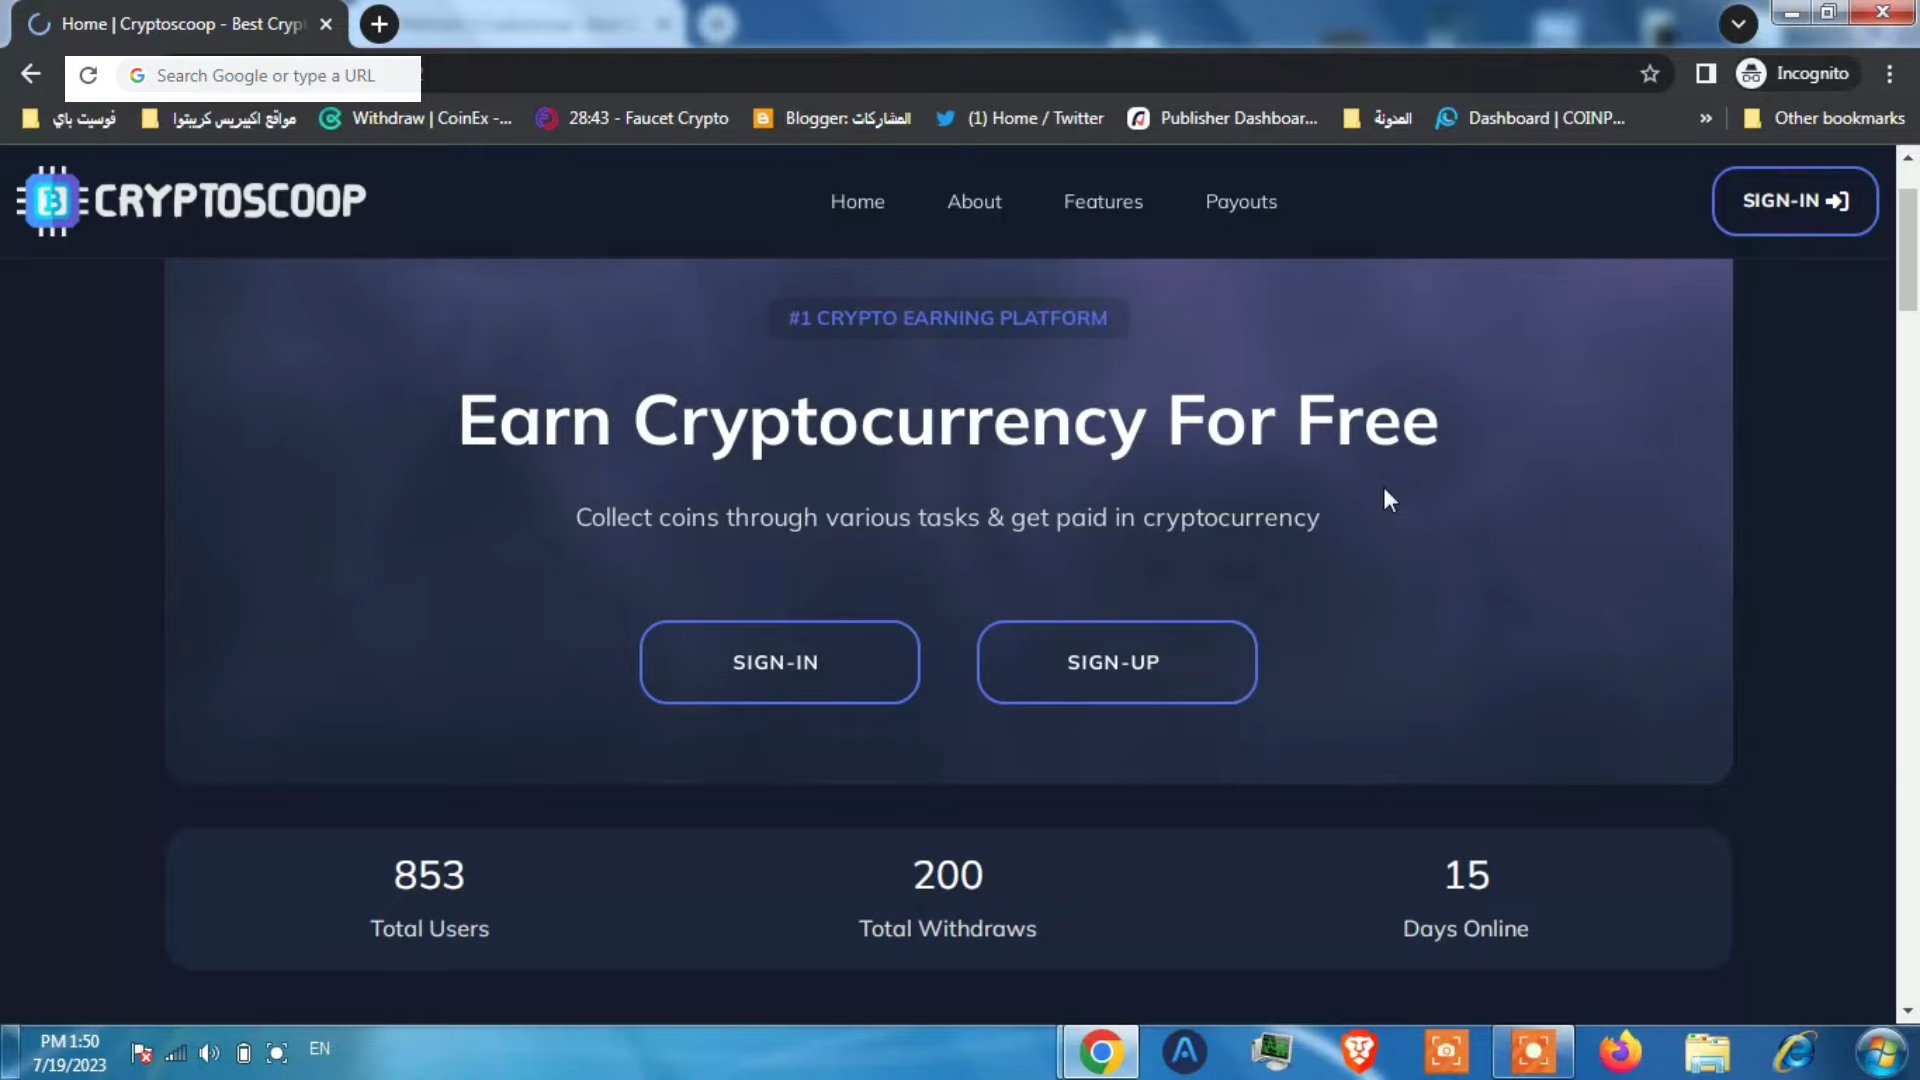 Home | Cryptoscoop - Best Cryp
Search Google or type a URL
Incognito
فوسيت باي
مواقع اكبيريس كريبتوا
Withdraw | CoinEx -...
28:43 - Faucet Crypto
Blogger: المشاركات
(1) Home / Twitter
Publisher Dashboar...
المدونة
Dashboard | COINP...
»
Other bookmarks
CRYPTOSCOOP
Home
About
Features
Payouts
SIGN-IN
#1 CRYPTO EARNING PLATFORM
Earn Cryptocurrency For Free
Collect coins through various tasks & get paid in cryptocurrency
SIGN-IN
SIGN-UP
853
Total Users
200
Total Withdraws
15
Days Online
PM 1:50
7/19/2023
EN